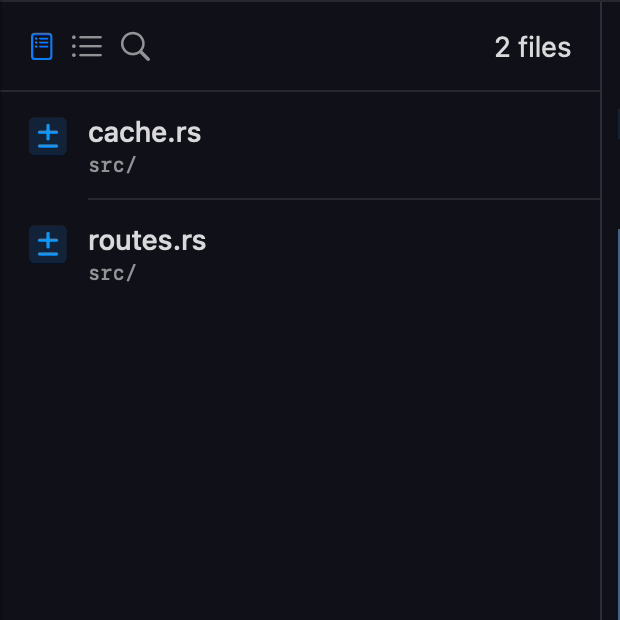 2 files
cache.rs
src/
routes.rs
src/